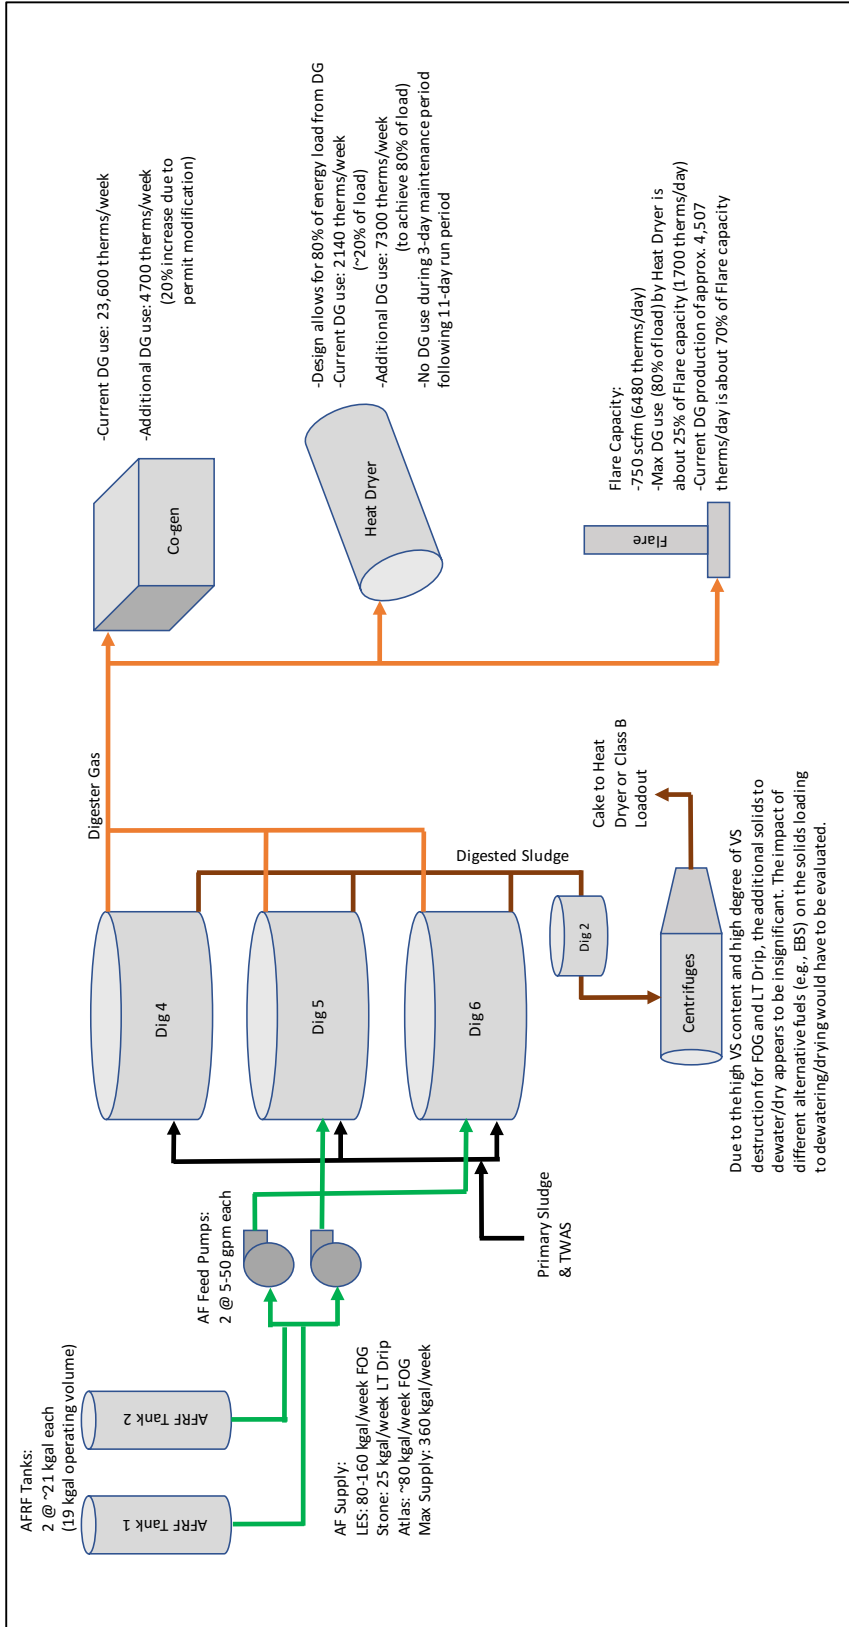 AFRF Tanks:
2 @ ~21 kgal each
(19 kgal operating volume)
AFRF Tank 1
AFRF Tank 2
AF Supply:
LES: 80-160 kgal/week FOG
Stone: 25 kgal/week LT Drip
Atlas: ~80 kgal/week FOG
Max Supply: 360 kgal/week
AF Feed Pumps:
2 @ 5-50 gpm each
Primary Sludge
& TWAS
Dig 4
Dig 5
Dig 6
Digester Gas
Digested Sludge
Dig 2
Centrifuges
Cake to Heat
Dryer or Class B
Loadout
Due to the high VS content and high degree of VS
destruction for FOG and LT Drip, the additional solids to
dewater/dry appears to be insignificant. The impact of
different alternative fuels (e.g., EBS) on the solids loading
to dewatering/drying would have to be evaluated.
Co-gen
-Current DG use: 23,600 therms/week
-Additional DG use: 4700 therms/week
(20% increase due to
permit modification)
Heat Dryer
-Design allows for 80% of energy load from DG
-Current DG use: 2140 therms/week
(~20% of load)
-Additional DG use: 7300 therms/week
(to achieve 80% of load)
-No DG use during 3-day maintenance period
following 11-day run period
Flare
Flare Capacity:
-750 scfm (6480 therms/day)
-Max DG use (80% of load) by Heat Dryer is
about 25% of Flare capacity (1700 therms/day)
-Current DG production of approx. 4,507
therms/day is about 70% of Flare capacity